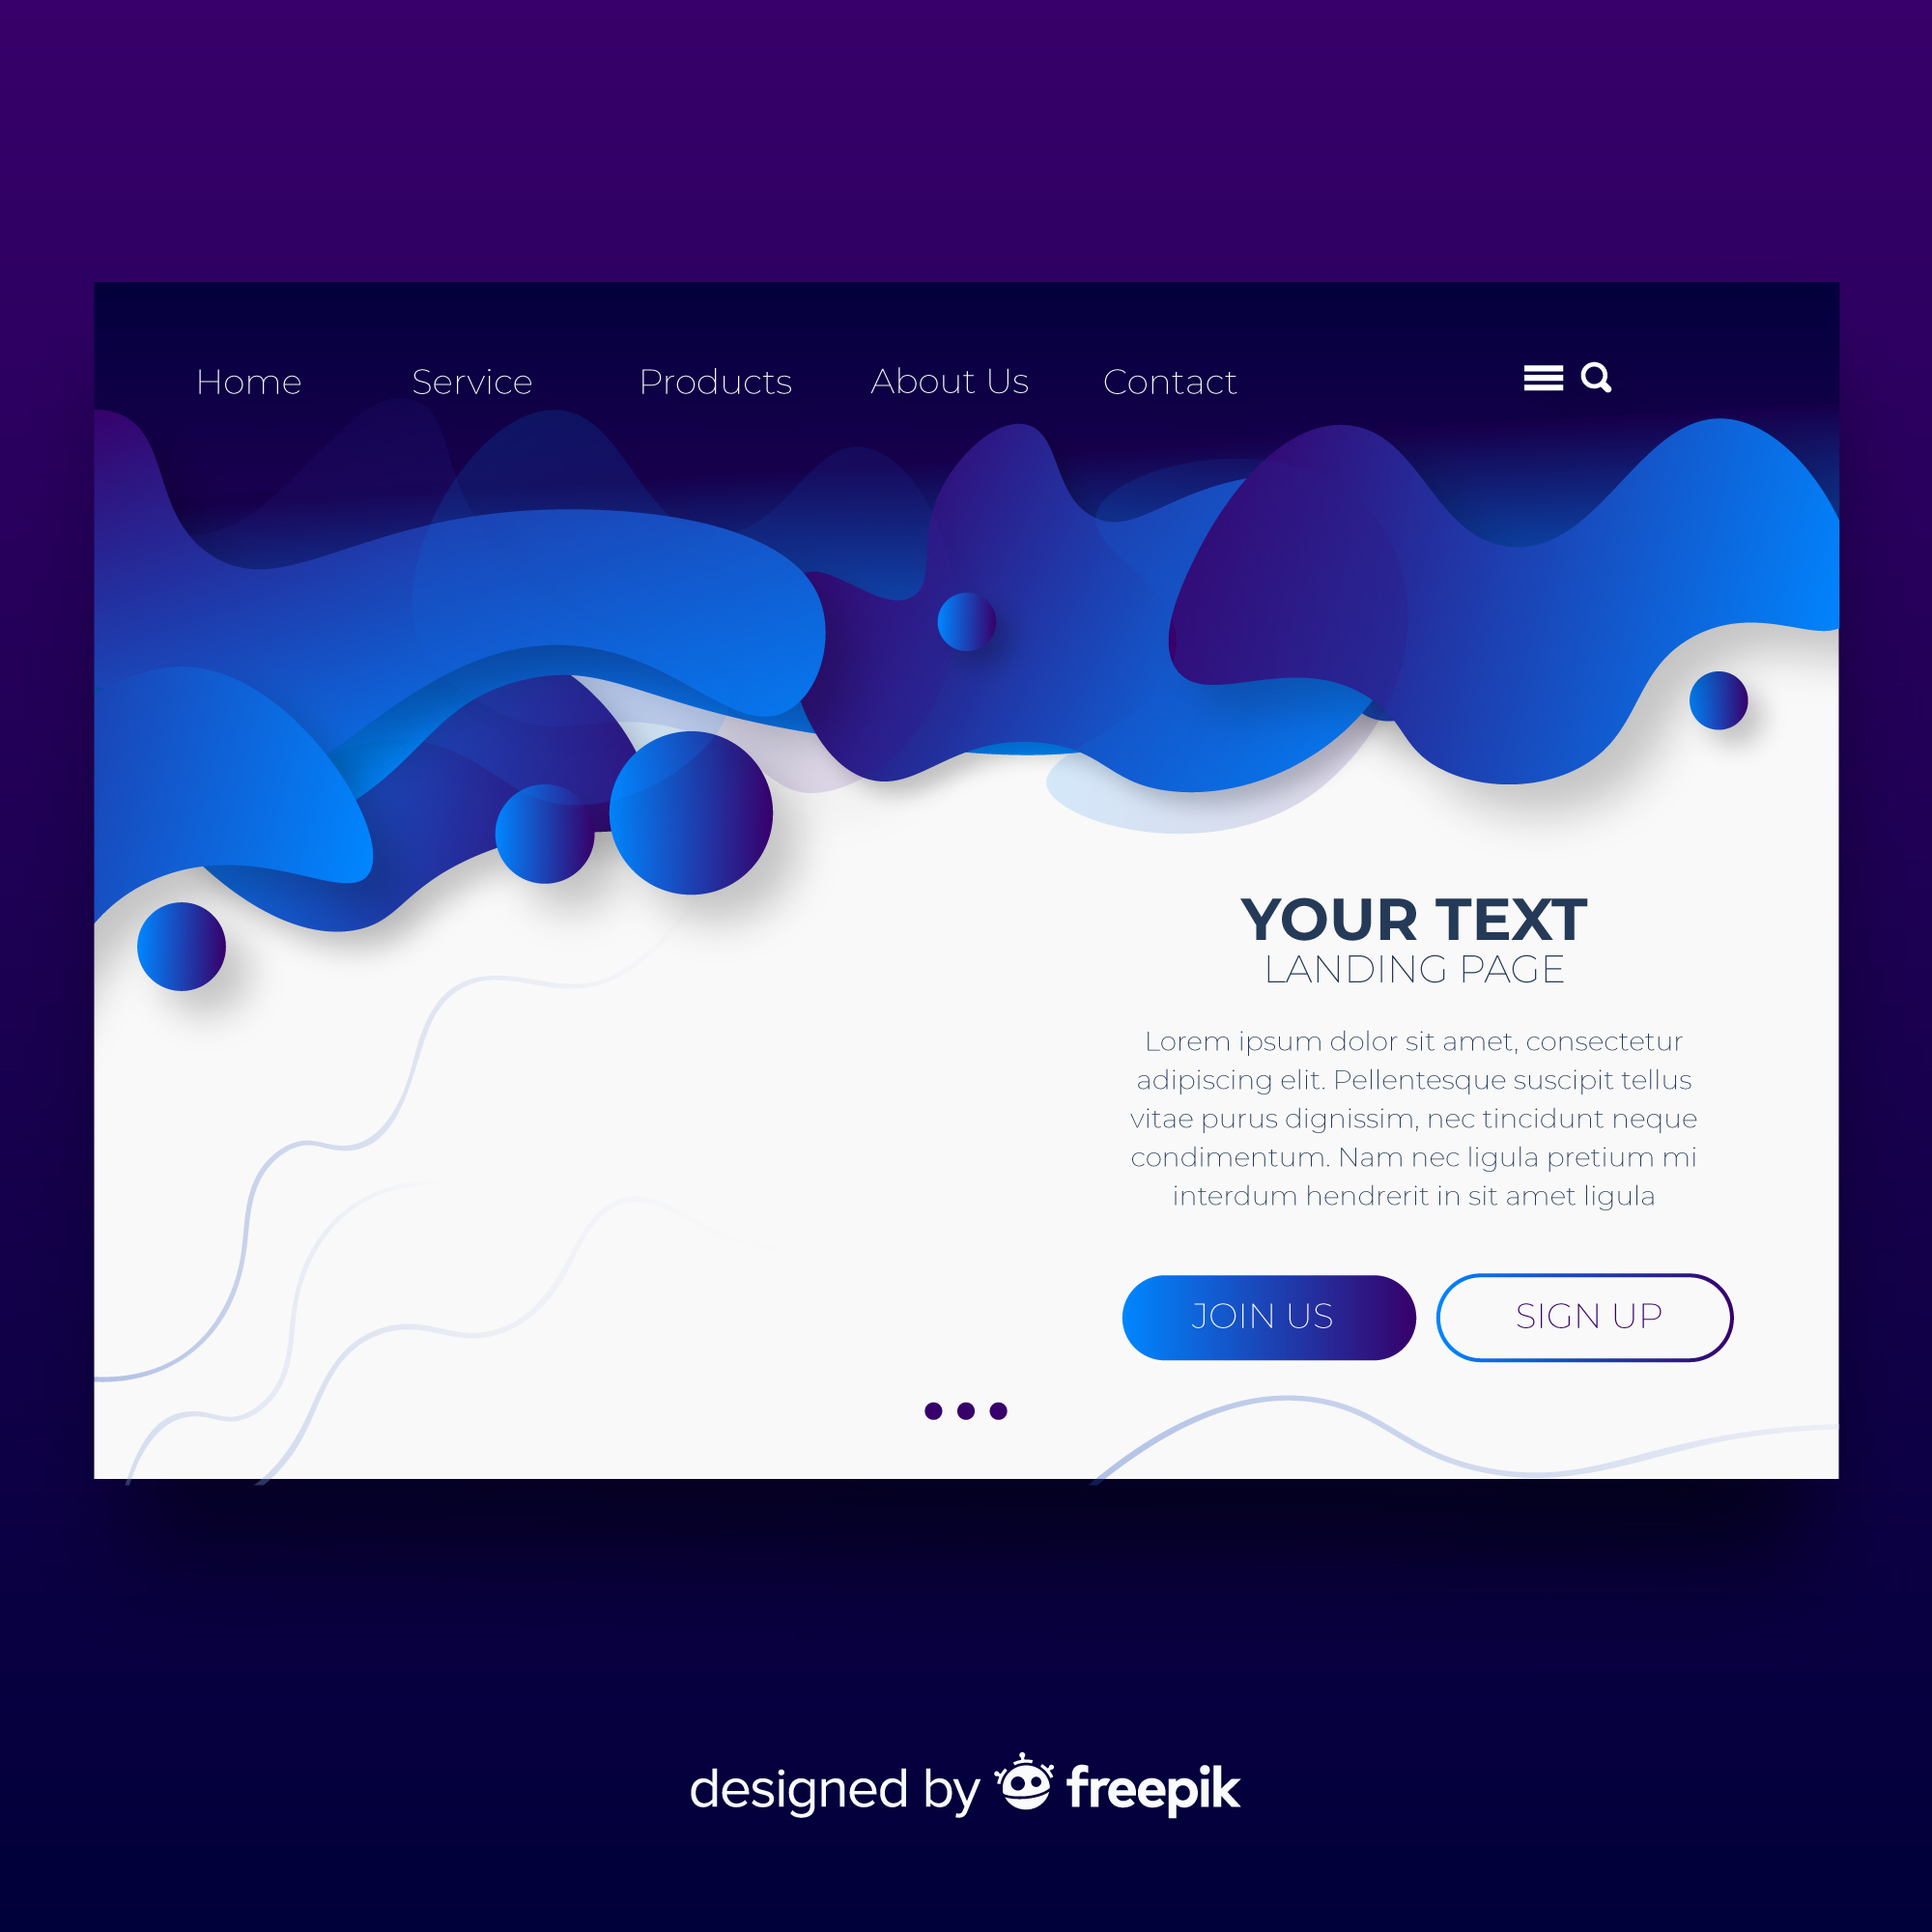 Home Service Products About Us Contact
YOUR TEXT
LANDING PAGE
Lorem ipsum dolor sit amet, consectetur
adipiscing elit. Pellentesque suscipit tellus
vitae purus dignissim, nec tincidunt neque
condimentum. Nam nec ligula pretium mi
interdum hendrerit in sit amet ligula
JOIN US SIGN UP
designed by freepik